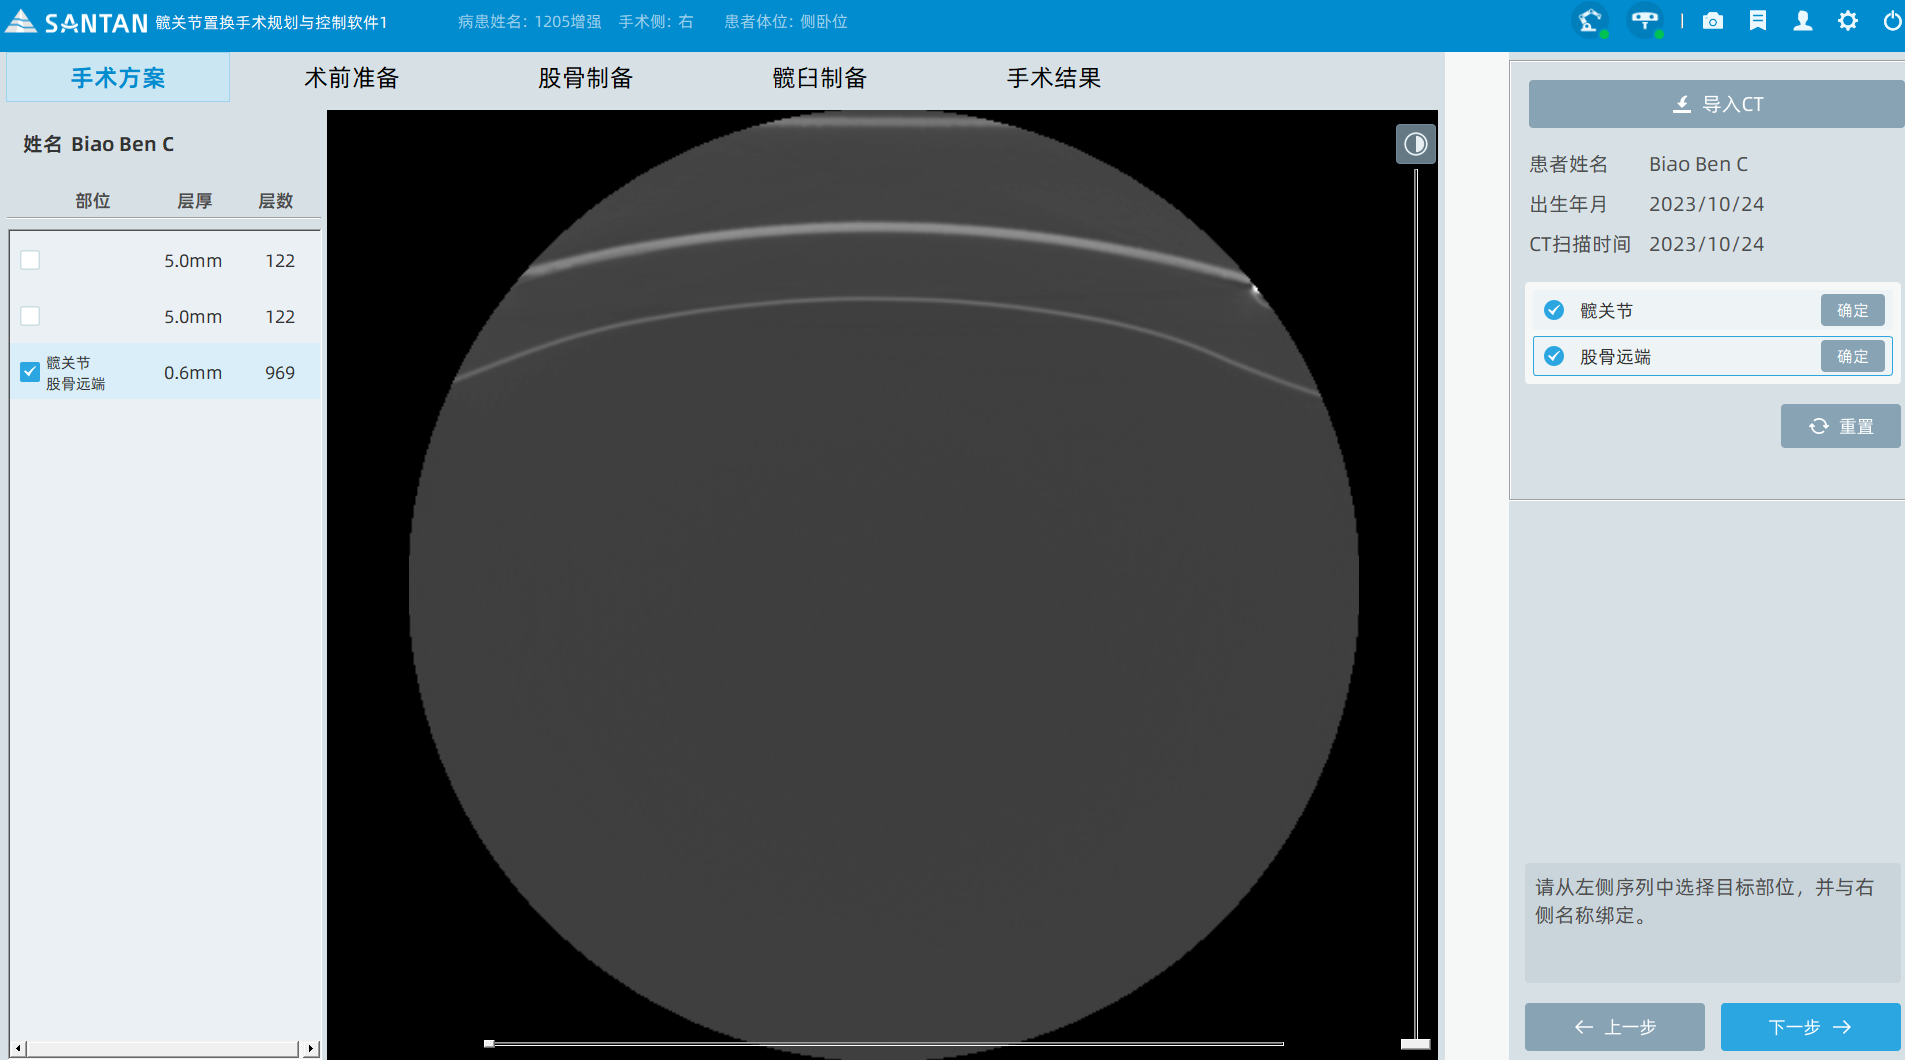 SANTAN 髋关节置换手术规划与控制软件1 病患姓名: 1205增强 手术侧: 右 患者体位: 侧卧位
手术方案 术前准备 股骨制备 髋臼制备 手术结果
姓名 Biao Ben C
部位 层厚 层数
5.0mm 122
5.0mm 122
髋关节
股骨远端
0.6mm 969
导入CT
患者姓名 Biao Ben C
出生年月 2023/10/24
CT扫描时间 2023/10/24
髋关节 确定
股骨远端 确定
重置
请从左侧序列中选择目标部位，并与右
侧名称绑定。
上一步 下一步